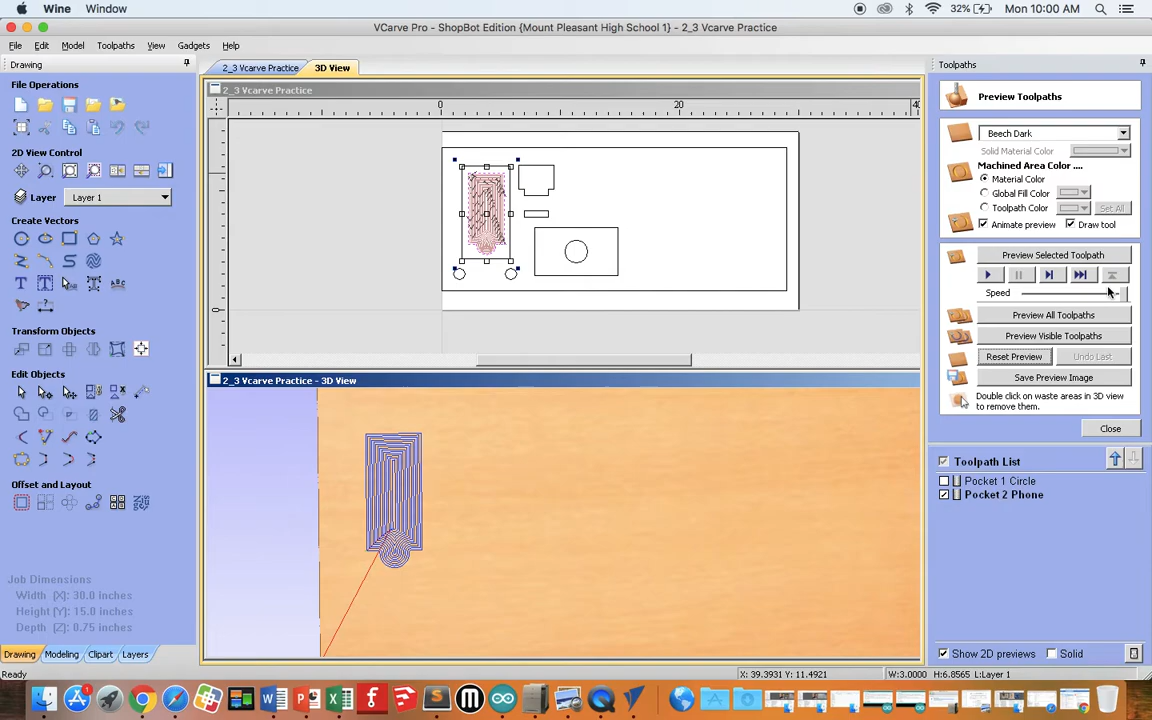 Wine Window 32% Mon 10:00 AM
VCarve Pro - ShopBot Edition {Mount Pleasant High School 1} - 2_3 Vcarve Practice
File Edit Model Toolpaths View Gadgets Help
Drawing
File Operations
2D View Control
Layer Layer 1
Create Vectors
Transform Objects
Edit Objects
Offset and Layout
Job Dimensions
Width (X): 30.0 inches
Height (Y): 15.0 inches
Depth (Z): 0.75 inches
Drawing Modeling Clipart Layers
Ready
2_3 Vcarve Practice 3D View
2_3 Vcarve Practice
0 20 40
2_3 Vcarve Practice - 3D View
Toolpaths
Preview Toolpaths
Beech Dark
Solid Material Color
Machined Area Color ....
Material Color
Global Fill Color
Toolpath Color Set All
Animate preview Draw tool
Preview Selected Toolpath
Speed
Preview All Toolpaths
Preview Visible Toolpaths
Reset Preview Undo Last
Save Preview Image
Double click on waste areas in 3D view
to remove them.
Close
Toolpath List
Pocket 1 Circle
Pocket 2 Phone
Show 2D previews Solid
X: 39.3931 Y: 11.4921 W:3.0000 H:6.8565 L:Layer 1